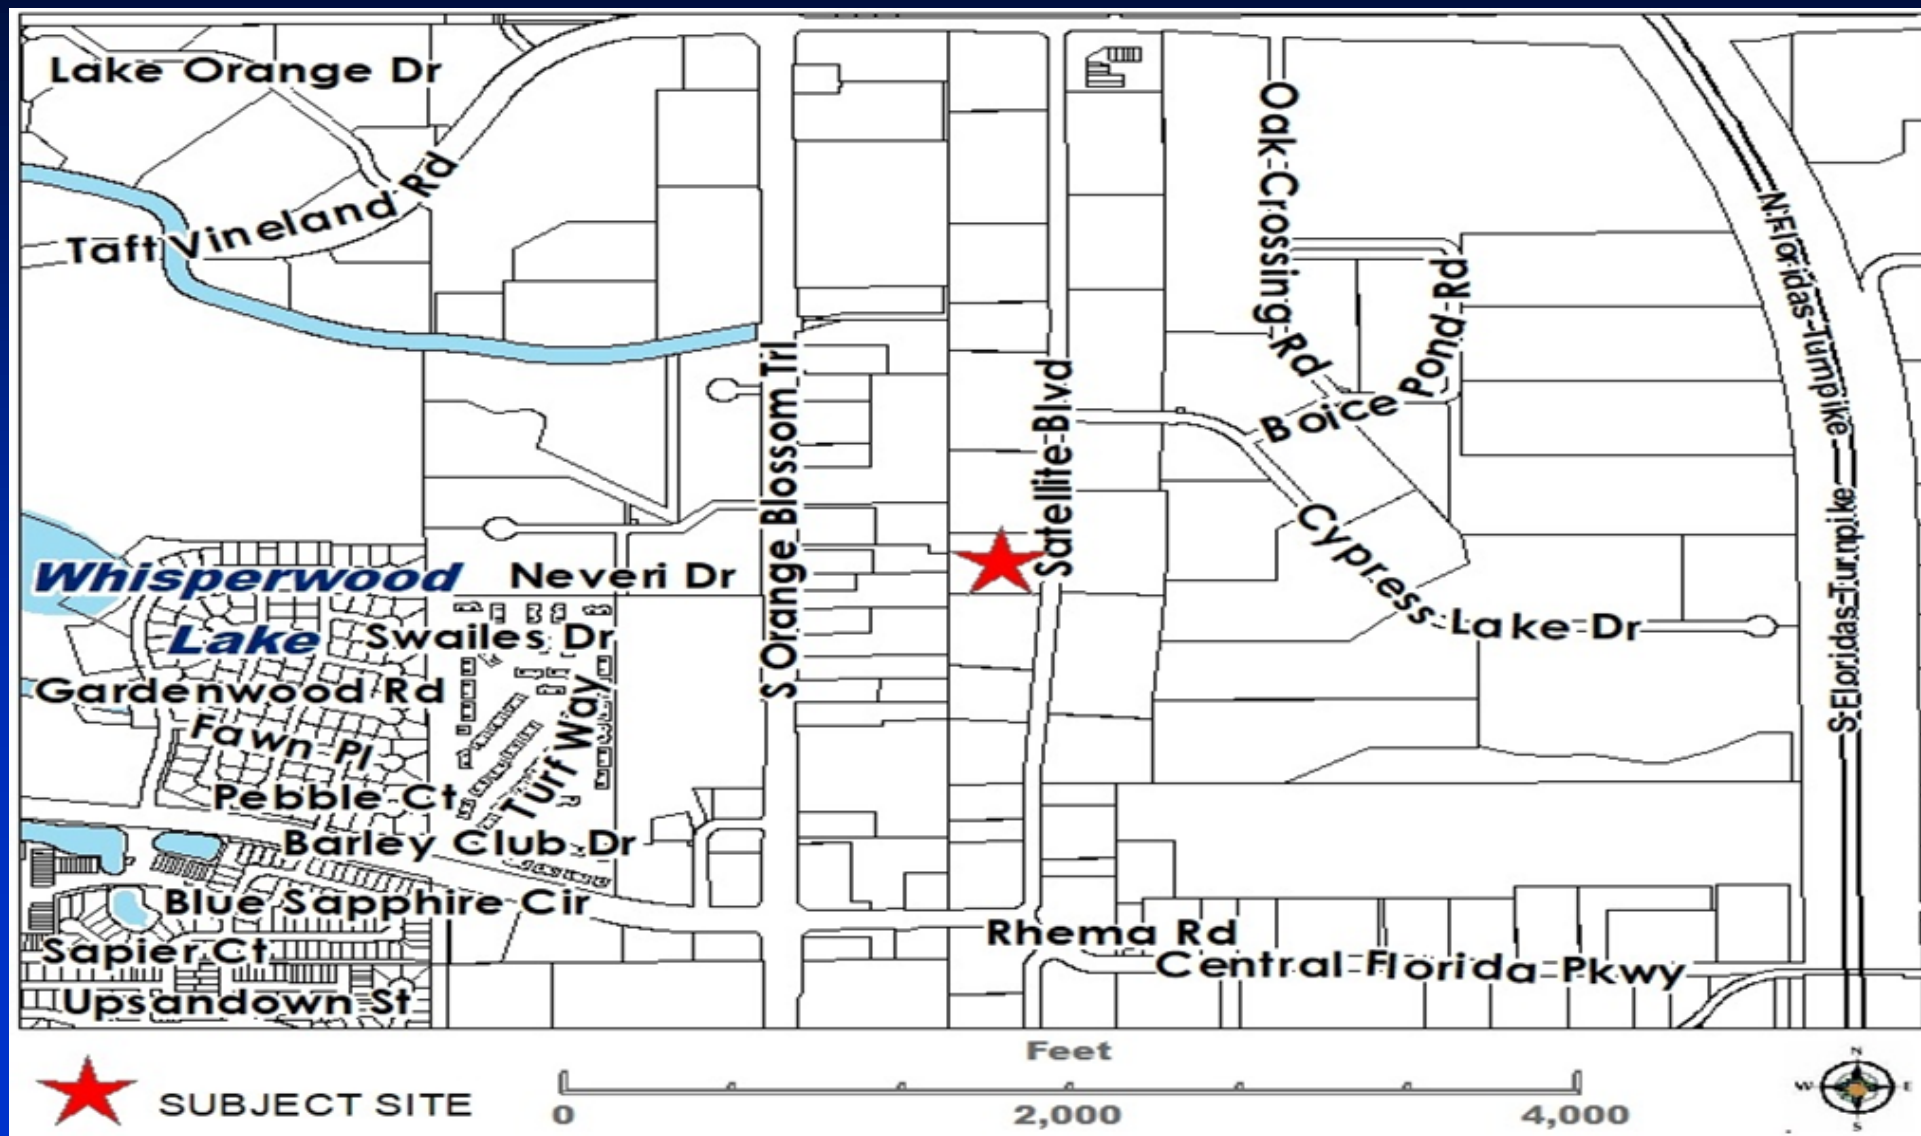 Lake Orange Dr
Taft Vineland Rd
Oak Crossing Rd
N Floridas Turnpike
Boice Pond Rd
S Orange Blossom Trl
Satellite Blvd
Cypress Lake Dr
S Floridas Turnpike
Whisperwood
Lake
Neveri Dr
Swailes Dr
Gardenwood Rd
Fawn Pl
Turf Way
Pebble Ct
Barley Club Dr
Blue Sapphire Cir
Rhema Rd
Sapier Ct
Central Florida Pkwy
Upsandown St
SUBJECT SITE
Feet
0 2,000 4,000
N
W E
S